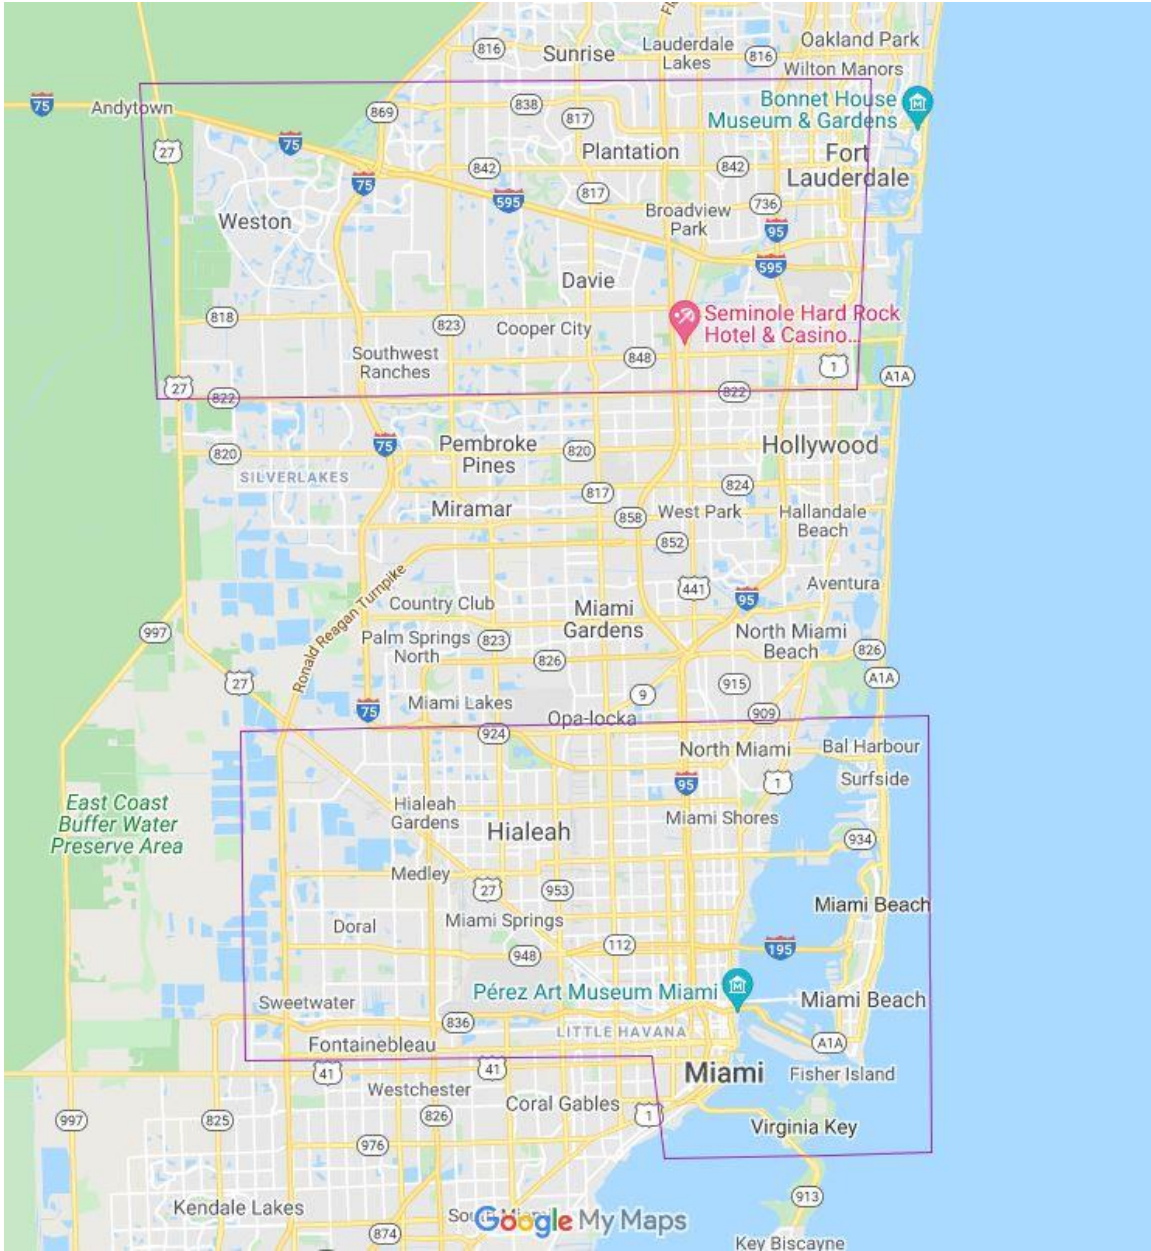 816
Sunrise
Lauderdale
Lakes
816
Oakland Park
Wilton Manors
75
Andytown
869
838
817
Bonnet House
Museum & Gardens
27
75
Plantation
842
842
Fort
Lauderdale
75
595
817
736
Weston
Broadview
Park
95
595
Davie
818
823
Cooper City
Seminole Hard Rock
Hotel & Casino...
Southwest
Ranches
848
1
A1A
27
822
822
75
Pembroke
Pines
820
Hollywood
820
SILVERLAKES
817
824
Miramar
858
West Park
Hallandale
Beach
852
Ronald Reagan Turnpike
441
95
Aventura
Country Club
Miami
Gardens
997
Palm Springs
North
823
826
North Miami
Beach
826
27
A1A
75
Miami Lakes
9
915
Opa-locka
909
924
North Miami
Bal Harbour
95
1
Surfside
East Coast
Buffer Water
Preserve Area
Hialeah
Gardens
Hialeah
Miami Shores
934
Medley
27
953
Miami Beach
Doral
Miami Springs
948
112
195
Pérez Art Museum Miami
Miami Beach
Sweetwater
836
LITTLE HAVANA
Fontainebleau
A1A
41
41
Miami
Fisher Island
Westchester
997
825
826
Coral Gables
1
Virginia Key
976
Kendale Lakes
913
Google My Maps
874
Key Biscayne